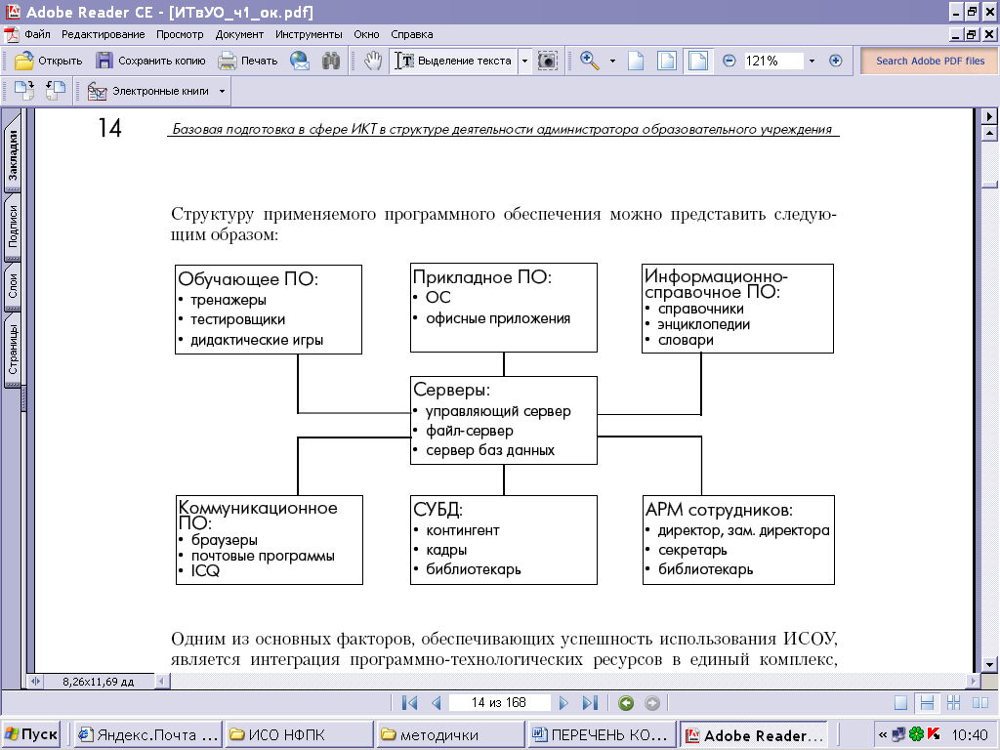 Adobe Reader CE - [ИТвУО_ч1_ок.pdf]
Файл Редактирование Просмотр Документ Инструменты Окно Справка
Открыть Сохранить копию Печать Выделение текста 121% Search Adobe PDF files
Электронные книги
Закладки
Подписи
Слои
Страницы
14 Базовая подготовка в сфере ИКТ в структуре деятельности администратора образовательного учреждения
Структуру применяемого программного обеспечения можно представить следую-
щим образом:
Обучающее ПО:
• тренажеры
• тестировщики
• дидактические игры
Прикладное ПО:
• ОС
• офисные приложения
Информационно-
справочное ПО:
• справочники
• энциклопедии
• словари
Серверы:
• управляющий сервер
• файл-сервер
• сервер баз данных
Коммуникационное
ПО:
• браузеры
• почтовые программы
• ICQ
СУБД:
• контингент
• кадры
• библиотекарь
АРМ сотрудников:
• директор, зам. директора
• секретарь
• библиотекарь
Одним из основных факторов, обеспечивающих успешность использования ИСОУ,
является интеграция программно-технологических ресурсов в единый комплекс,
8,26x11,69 дд
14 из 168
Пуск Яндекс.Почта ... ИСО НФПК методички ПЕРЕЧЕНЬ КО... Adobe Reader... « 10:40